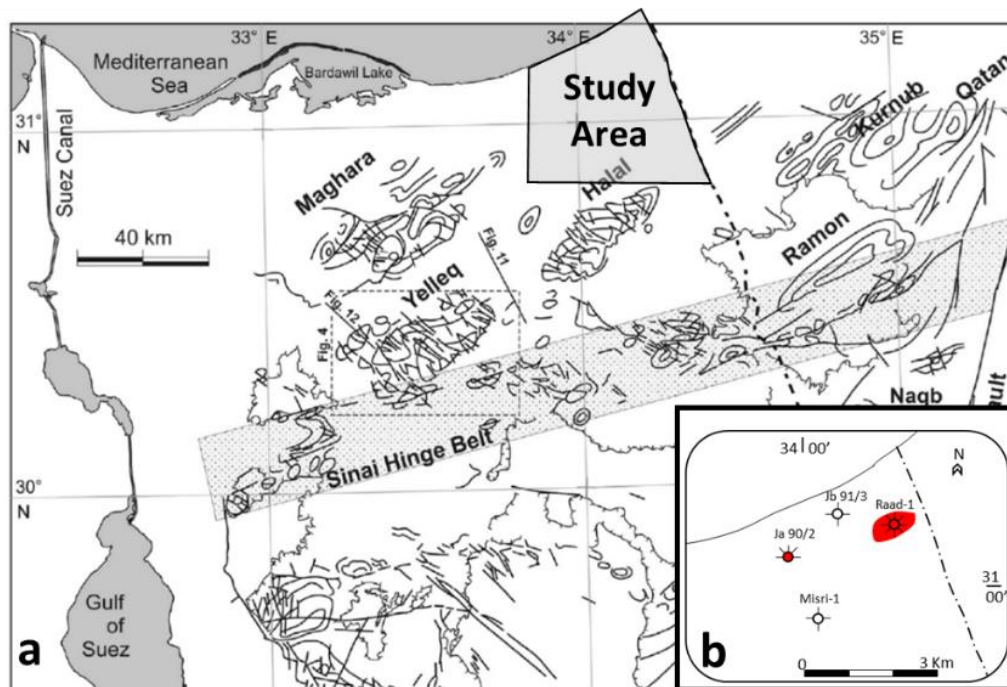 33° E
34° E
35° E
Mediterranean
Sea
Bardawil Lake
31°
N
Suez Canal
Study
Area
Kurnub
Qatan
Maghara
Halal
40 km
Ramon
Fig. 11
Yelleq
Fig. 12
Fig. 4
Naqb
ault
Sinai Hinge Belt
30°
N
Gulf
of
Suez
a
34 00'
N
Jb 91/3
Raad-1
Ja 90/2
31
00'
Misri-1
0 3 Km
b